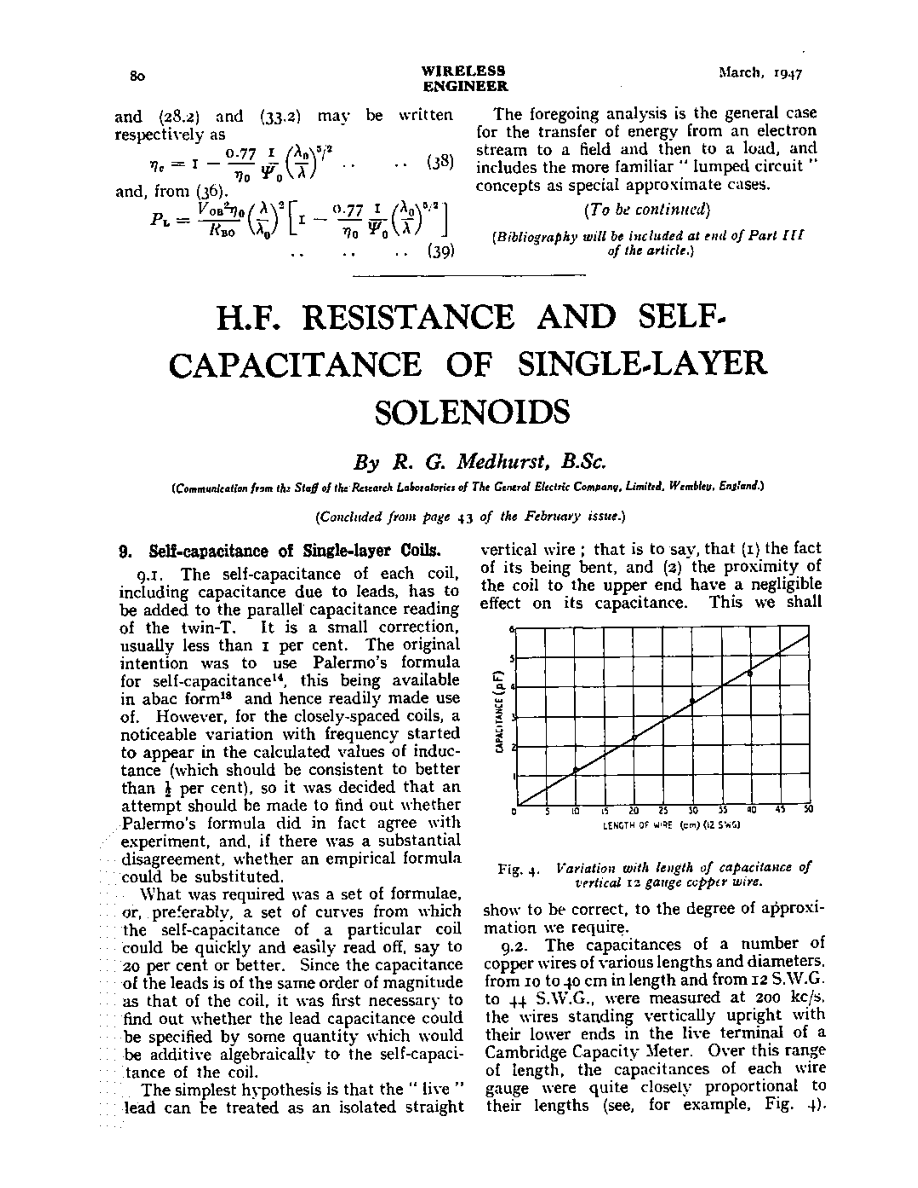 80
WIRELESS
ENGINEER
March, 1947
and (28.2) and (33.2) may be written
respectively as
η_e = 1 − 0.77/η₀ 1/Ψ₀ (λ₀/λ)^5/2 .. .. (38)
and, from (36).
P_L = V_OB²η₀/R_BO (λ/λ₀)² [1 − 0.77/η₀ 1/Ψ₀ (λ₀/λ)^5/2]
.. .. .. (39)
The foregoing analysis is the general case
for the transfer of energy from an electron
stream to a field and then to a load, and
includes the more familiar “ lumped circuit ”
concepts as special approximate cases.
(To be continued)
(Bibliography will be included at end of Part III
of the article.)
H.F. RESISTANCE AND SELF-
CAPACITANCE OF SINGLE-LAYER
SOLENOIDS
By R. G. Medhurst, B.Sc.
(Communication from the Staff of the Research Laboratories of The General Electric Company, Limited, Wembley, England.)
(Concluded from page 43 of the February issue.)
9. Self-capacitance of Single-layer Coils.
9.1. The self-capacitance of each coil,
including capacitance due to leads, has to
be added to the parallel capacitance reading
of the twin-T. It is a small correction,
usually less than 1 per cent. The original
intention was to use Palermo's formula
for self-capacitance¹⁴, this being available
in abac form¹⁸ and hence readily made use
of. However, for the closely-spaced coils, a
noticeable variation with frequency started
to appear in the calculated values of induc-
tance (which should be consistent to better
than ½ per cent), so it was decided that an
attempt should be made to find out whether
Palermo's formula did in fact agree with
experiment, and, if there was a substantial
disagreement, whether an empirical formula
could be substituted.
What was required was a set of formulae,
or, preferably, a set of curves from which
the self-capacitance of a particular coil
could be quickly and easily read off, say to
20 per cent or better. Since the capacitance
of the leads is of the same order of magnitude
as that of the coil, it was first necessary to
find out whether the lead capacitance could
be specified by some quantity which would
be additive algebraically to the self-capaci-
tance of the coil.
The simplest hypothesis is that the “ live ”
lead can be treated as an isolated straight
vertical wire ; that is to say, that (1) the fact
of its being bent, and (2) the proximity of
the coil to the upper end have a negligible
effect on its capacitance. This we shall
6
5
4
3
2
1
CAPACITANCE (pF)
0 5 10 15 20 25 30 35 40 45 50
LENGTH OF WIRE (cm) (12 SWG)
Fig. 4. Variation with length of capacitance of
vertical 12 gauge copper wire.
show to be correct, to the degree of approxi-
mation we require.
9.2. The capacitances of a number of
copper wires of various lengths and diameters,
from 10 to 40 cm in length and from 12 S.W.G.
to 44 S.W.G., were measured at 200 kc/s,
the wires standing vertically upright with
their lower ends in the live terminal of a
Cambridge Capacity Meter. Over this range
of length, the capacitances of each wire
gauge were quite closely proportional to
their lengths (see, for example, Fig. 4).